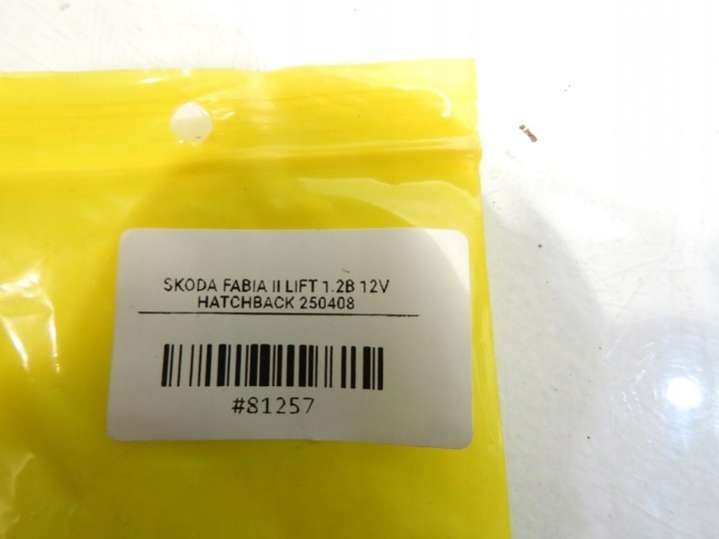 SKODA FABIA II LIFT 1.2B 12V
HATCHBACK 250408
#81257